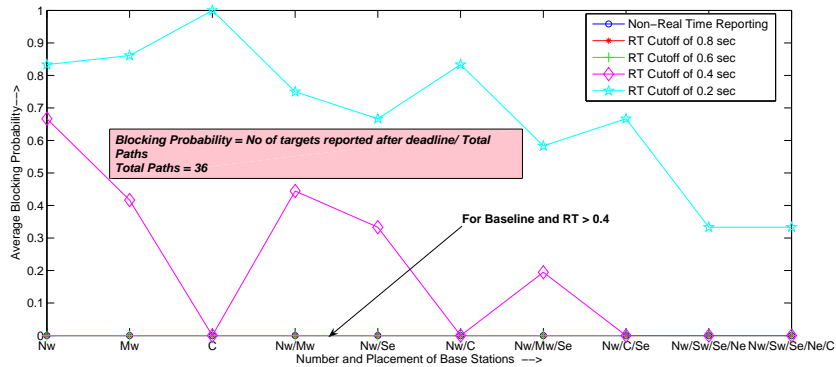 1
0.9
0.8
0.7
0.6
0.5
0.4
0.3
0.2
0.1
0
Average Blocking Probability−−>
Non−Real Time Reporting
RT Cutoff of 0.8 sec
RT Cutoff of 0.6 sec
RT Cutoff of 0.4 sec
RT Cutoff of 0.2 sec
Blocking Probability = No of targets reported after deadline/ Total
Paths
Total Paths = 36
For Baseline and RT > 0.4
Nw Mw C Nw/Mw Nw/Se Nw/C Nw/Mw/Se Nw/C/Se Nw/Sw/Se/Ne Nw/Sw/Se/Ne/C
Number and Placement of Base Stations −−>